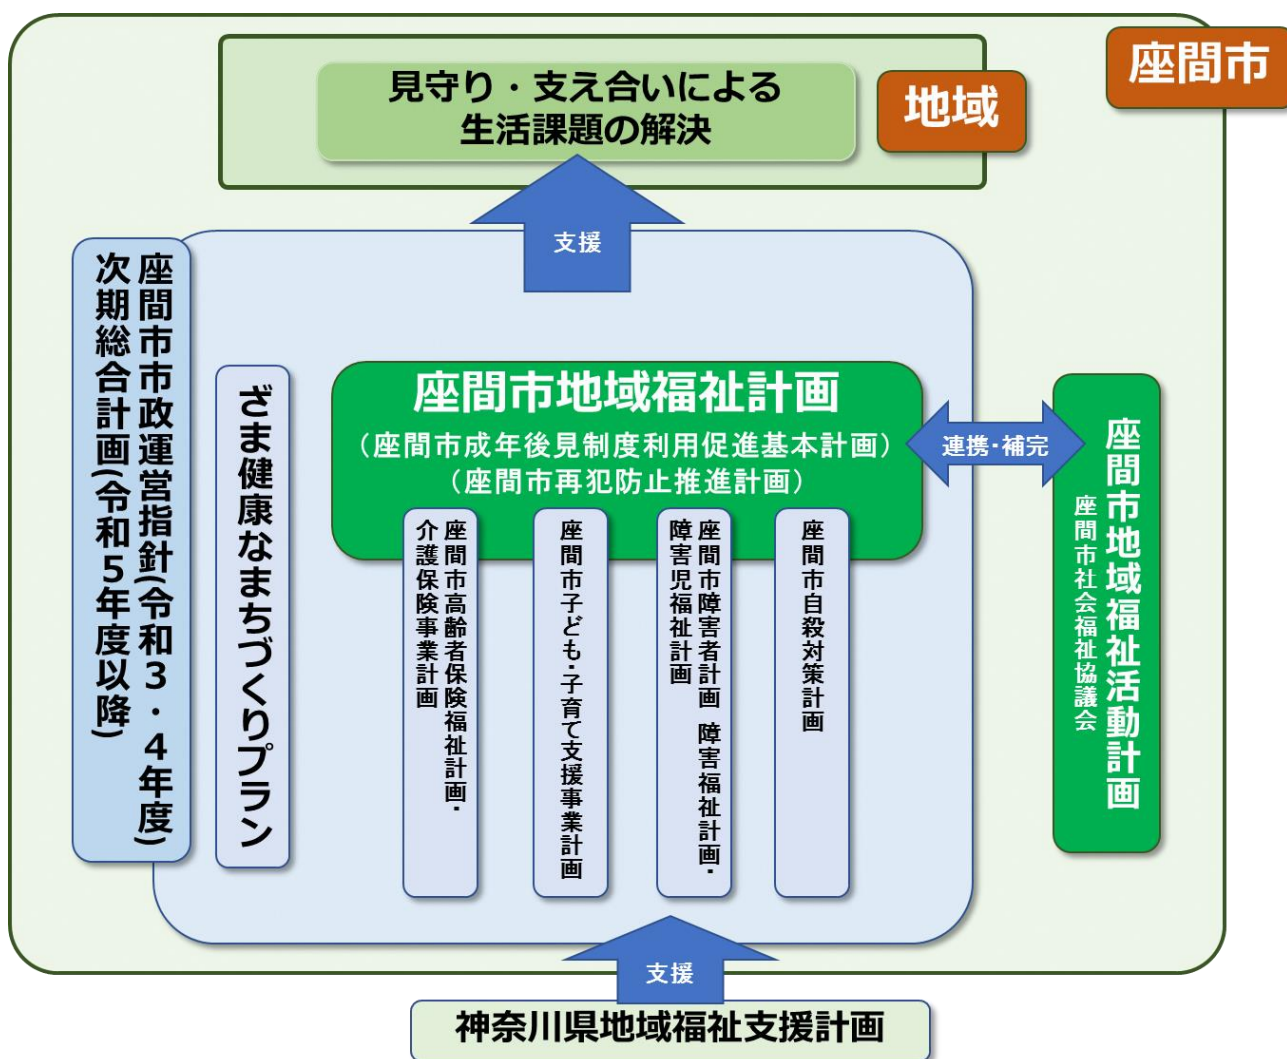 座間市
見守り・支え合いによる
生活課題の解決
地域
支援
座間市市政運営指針(令和3・4年度)
次期総合計画(令和5年度以降)
ざま健康なまちづくりプラン
座間市地域福祉計画
(座間市成年後見制度利用促進基本計画)
(座間市再犯防止推進計画)
連携・補完
座間市地域福祉活動計画
座間市社会福祉協議会
座間市高齢者保険福祉計画・
介護保険事業計画
座間市子ども・子育て支援事業計画
座間市障害者計画 障害福祉計画・
障害児福祉計画
座間市自殺対策計画
支援
神奈川県地域福祉支援計画